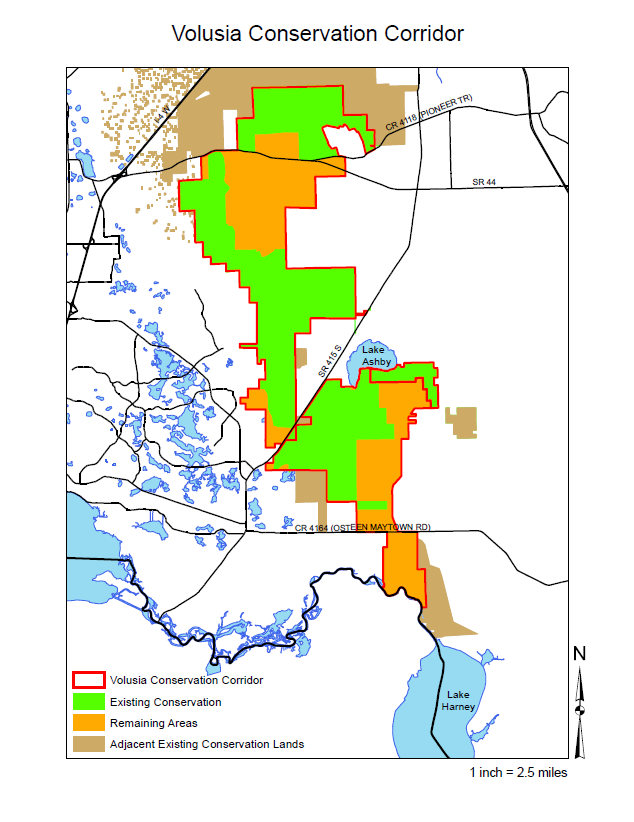 Volusia Conservation Corridor
I-4 W
CR 4118 (PIONEER TR)
SR 44
SR 415 S
Lake
Ashby
CR 4164 (OSTEEN MAYTOWN RD)
N
Volusia Conservation Corridor
Existing Conservation
Remaining Areas
Adjacent Existing Conservation Lands
Lake
Harney
1 inch = 2.5 miles